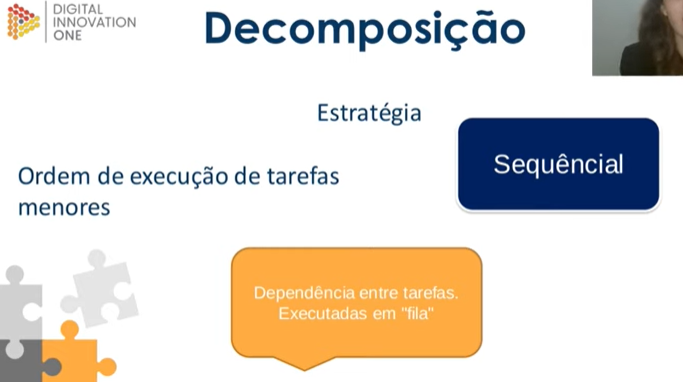 DIGITAL
INNOVATION
ONE
Decomposição
Estratégia
Sequêncial
Ordem de execução de tarefas
menores
Dependência entre tarefas.
Executadas em "fila"